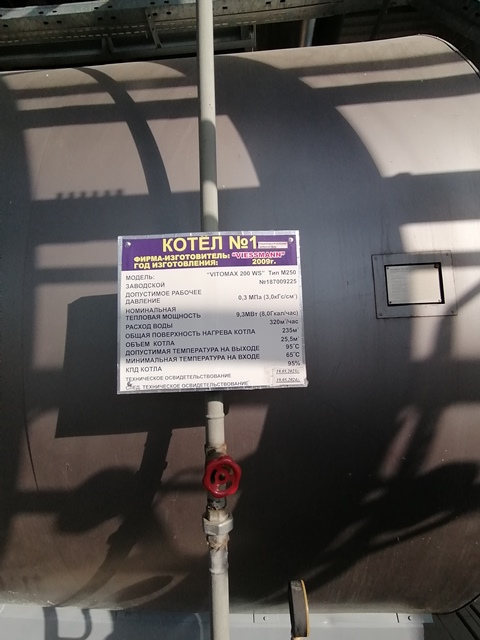 КОТЕЛ №1
ФИРМА-ИЗГОТОВИТЕЛЬ: "VIESSMANN"
ГОД ИЗГОТОВЛЕНИЯ: 2009г.
МОДЕЛЬ: "VITOMAX 200 WS" Тип M250
ЗАВОДСКОЙ №187009225
ДОПУСТИМОЕ РАБОЧЕЕ
ДАВЛЕНИЕ 0,3 МПа (3,0кГс/см²)
НОМИНАЛЬНАЯ
ТЕПЛОВАЯ МОЩНОСТЬ 9,3МВт (8,0Гкал/час)
РАСХОД ВОДЫ 320м³/час
ОБЩАЯ ПОВЕРХНОСТЬ НАГРЕВА КОТЛА 235м²
ОБЪЕМ КОТЛА 25,5м³
ДОПУСТИМАЯ ТЕМПЕРАТУРА НА ВЫХОДЕ 95°С
МИНИМАЛЬНАЯ ТЕМПЕРАТУРА НА ВХОДЕ 65°С
КПД КОТЛА 95%
ТЕХНИЧЕСКОЕ ОСВИДЕТЕЛЬСТВОВАНИЕ
СЛЕД. ТЕХНИЧЕСКОЕ ОСВИДЕТЕЛЬСТВОВАНИЕ